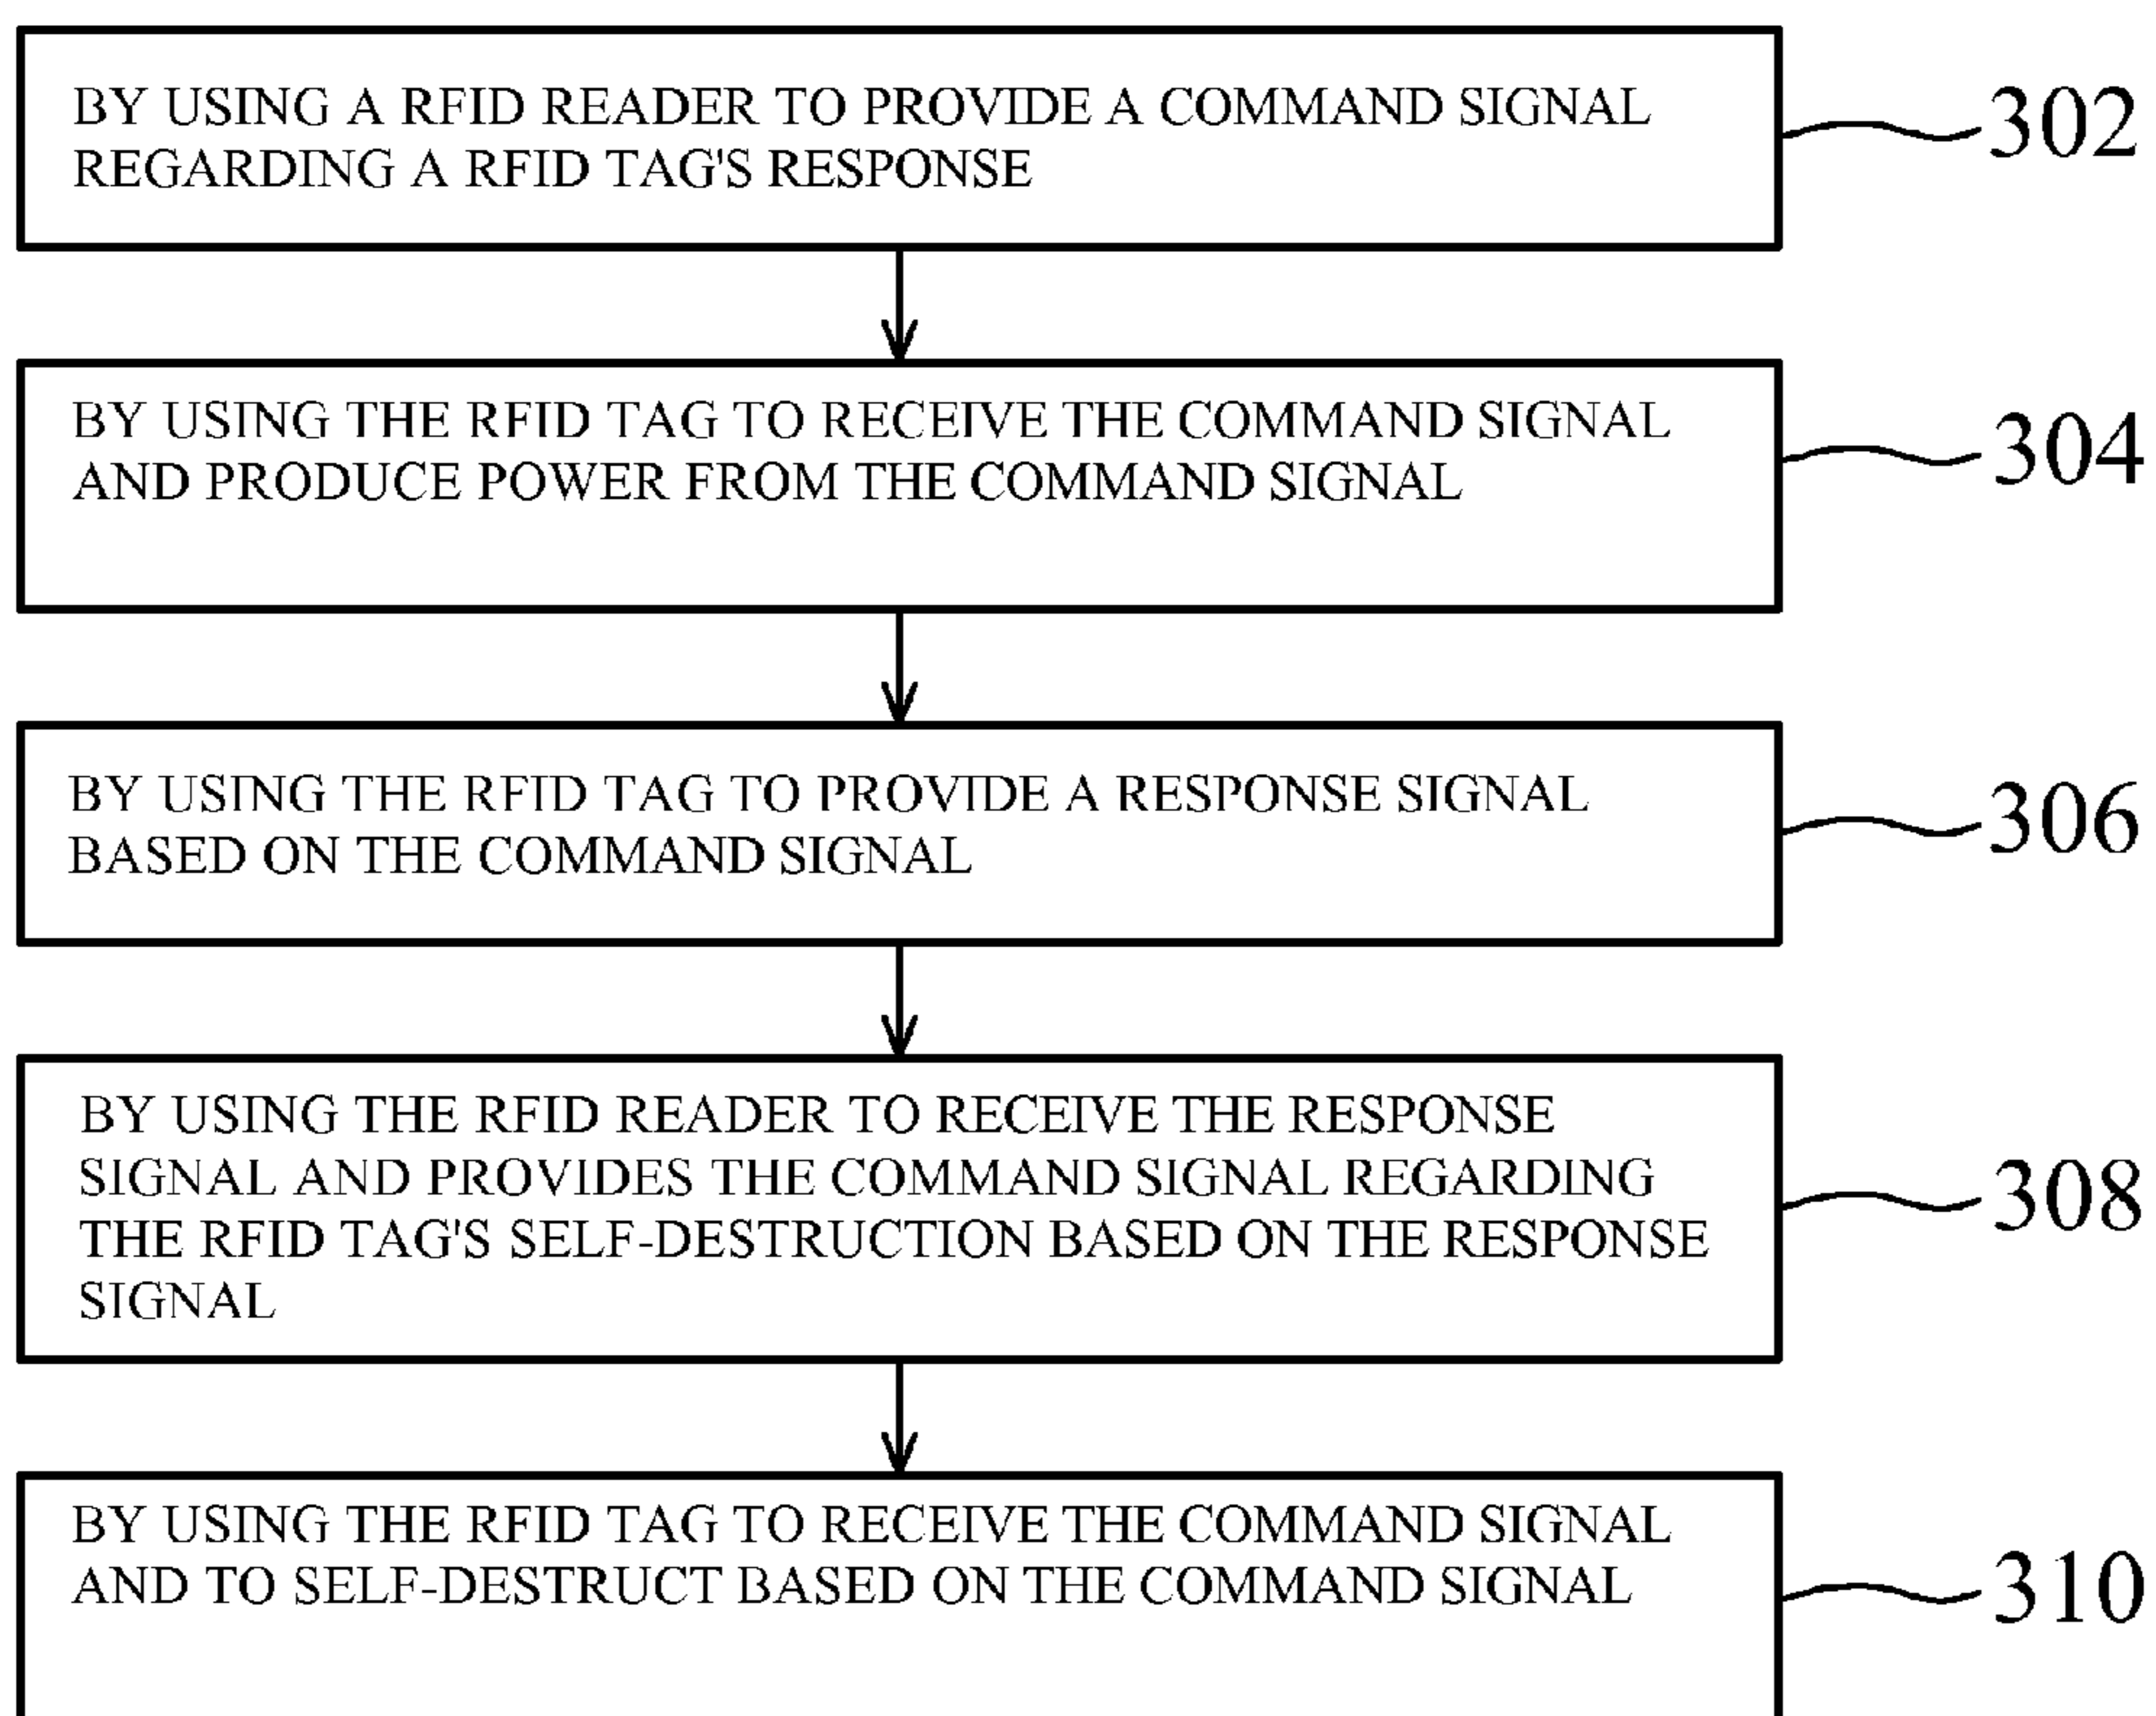 BY USING A RFID READER TO PROVIDE A COMMAND SIGNAL
REGARDING A RFID TAG'S RESPONSE
302
BY USING THE RFID TAG TO RECEIVE THE COMMAND SIGNAL
AND PRODUCE POWER FROM THE COMMAND SIGNAL
304
BY USING THE RFID TAG TO PROVIDE A RESPONSE SIGNAL
BASED ON THE COMMAND SIGNAL
306
BY USING THE RFID READER TO RECEIVE THE RESPONSE
SIGNAL AND PROVIDES THE COMMAND SIGNAL REGARDING
THE RFID TAG'S SELF-DESTRUCTION BASED ON THE RESPONSE
SIGNAL
308
BY USING THE RFID TAG TO RECEIVE THE COMMAND SIGNAL
AND TO SELF-DESTRUCT BASED ON THE COMMAND SIGNAL
310